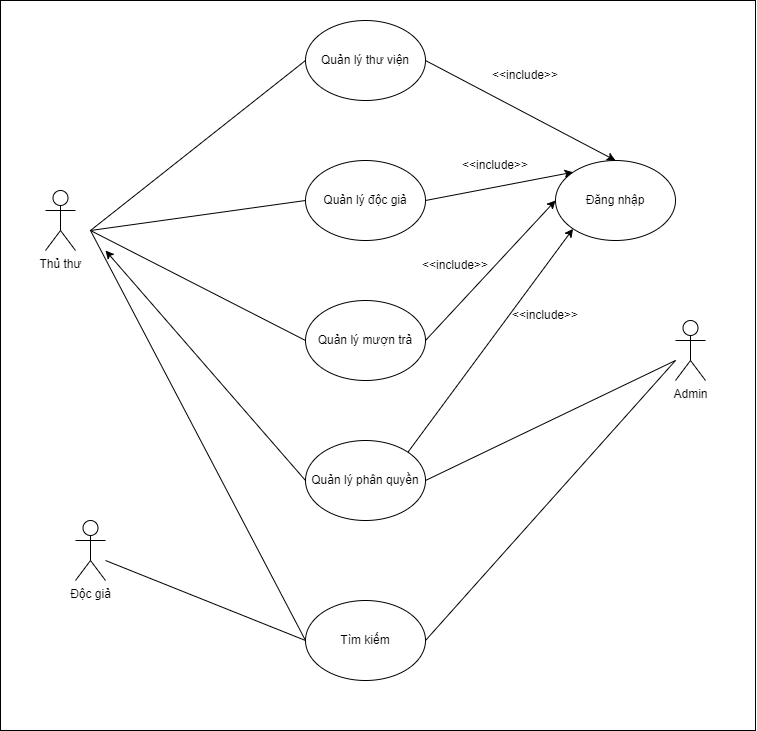 Quản lý thư viện
<<include>>
<<include>>
Quản lý độc giả
Đăng nhập
Thủ thư
<<include>>
<<include>>
Quản lý mượn trả
Admin
Quản lý phân quyền
Độc giả
Tìm kiếm